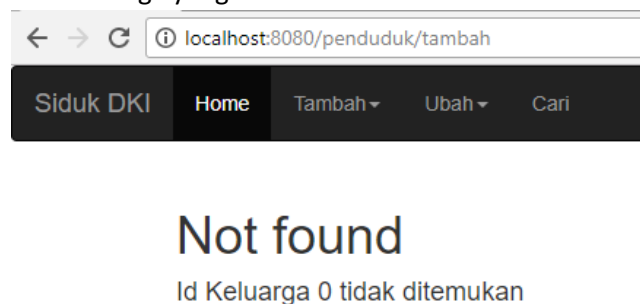 localhost:8080/penduduk/tambah
Siduk DKI Home Tambah Ubah Cari
Not found
Id Keluarga 0 tidak ditemukan